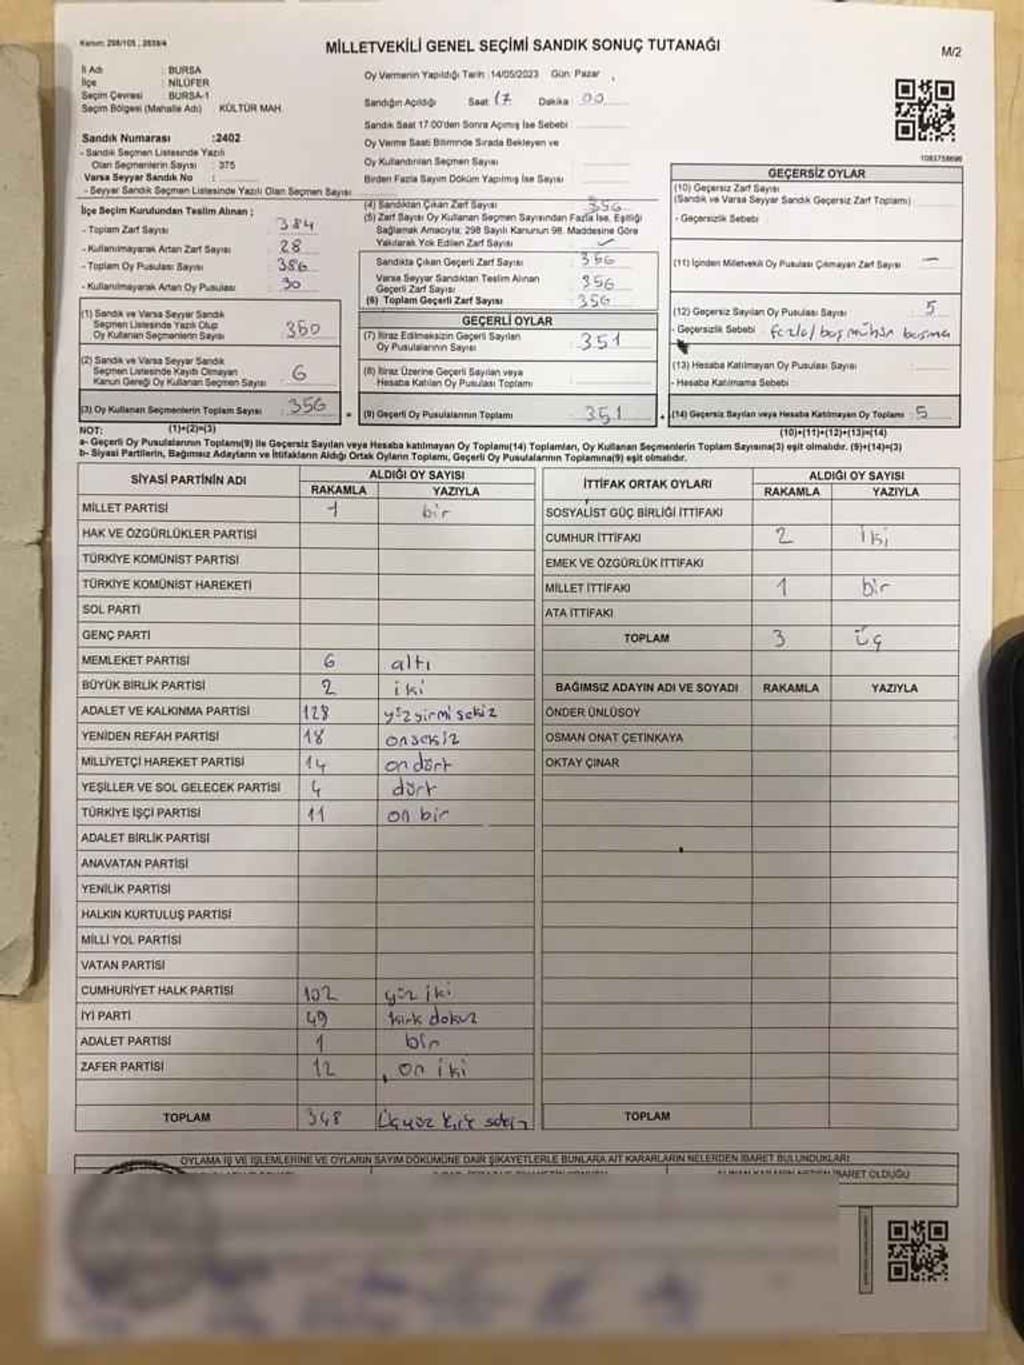 Kanun: 298/105 , 2839/4
MİLLETVEKİLİ GENEL SEÇİMİ SANDIK SONUÇ TUTANAĞI
M/2
İl Adı : BURSA
İlçe : NİLÜFER
Seçim Çevresi : BURSA-1
Seçim Bölgesi (Mahalle Adı) : KÜLTÜR MAH.
Sandık Numarası :2402
- Sandık Seçmen Listesinde Yazılı
Olan Seçmenlerin Sayısı : 375
Varsa Seyyar Sandık No :
- Seyyar Sandık Seçmen Listesinde Yazılı Olan Seçmen Sayısı
Oy Vermenin Yapıldığı Tarih 14/05/2023 Gün: Pazar
Sandığın Açıldığı Saat 17 Dakika 00
Sandık Saat 17:00'den Sonra Açımış İse Sebebi
Oy Verme Saati Bitiminde Sırada Bekleyen ve
Oy Kullandırılan Seçmen Sayısı
Birden Fazla Sayım Döküm Yapılmış İse Sayısı
1083758696
İlçe Seçim Kurulundan Teslim Alınan ;
- Toplam Zarf Sayısı 384
- Kullanılmayarak Artan Zarf Sayısı 28
- Toplam Oy Pusulası Sayısı 386
- Kullanılmayarak Artan Oy Pusulası 30
(1) Sandık ve Varsa Seyyar Sandık
Seçmen Listesinde Yazılı Olup
Oy Kullanan Seçmenlerin Sayısı 350
(2) Sandık ve Varsa Seyyar Sandık
Seçmen Listesinde Kaydı Olmayan
Kanun Gereği Oy Kullanan Seçmen Sayısı 6
(3) Oy Kullanan Seçmenlerin Toplam Sayısı 356
(1)+(2)=(3)
(4) Sandıktan Çıkan Zarf Sayısı 356
(5) Zarf Sayısı Oy Kullanan Seçmen Sayısından Fazla İse, Eşitliği
Sağlamak Amacıyla; 298 Sayılı Kanunun 98. Maddesine Göre
Yakılarak Yok Edilen Zarf Sayısı
Sandıkta Çıkan Geçerli Zarf Sayısı 356
Varsa Seyyar Sandıktan Teslim Alınan
Geçerli Zarf Sayısı 356
(6) Toplam Geçerli Zarf Sayısı 356
GEÇERLİ OYLAR
(7) İtiraz Edilmeksizin Geçerli Sayılan
Oy Pusulalarının Sayısı 351
(8) İtiraz Üzerine Geçerli Sayılan veya
Hesaba Katılan Oy Pusulası Toplamı
(9) Geçerli Oy Pusulalarının Toplamı 351
GEÇERSİZ OYLAR
(10) Geçersiz Zarf Sayısı
(Sandık ve Varsa Seyyar Sandık Geçersiz Zarf Toplamı)
- Geçersizlik Sebebi
(11) İçinden Milletvekili Oy Pusulası Çıkmayan Zarf Sayısı —
(12) Geçersiz Sayılan Oy Pusulası Sayısı 5
- Geçersizlik Sebebi fazla/boş mühür basma
(13) Hesaba Katılmayan Oy Pusulası Sayısı
- Hesaba Katılmama Sebebi
(14) Geçersiz Sayılan veya Hesaba Katılmayan Oy Toplamı 5
(10)+(11)+(12)+(13)=(14)
NOT:
a- Geçerli Oy Pusulalarının Toplamı(9) ile Geçersiz Sayılan veya Hesaba katılmayan Oy Toplamı(14) Toplamları, Oy Kullanan Seçmenlerin Toplam Sayısına(3) eşit olmalıdır. (9)+(14)=(3)
b- Siyasi Partilerin, Bağımsız Adayların ve İttifakların Aldığı Ortak Oyların Toplamı, Geçerli Oy Pusulalarının Toplamına(9) eşit olmalıdır.
SİYASİ PARTİNİN ADI
ALDIĞI OY SAYISI
RAKAMLA YAZIYLA
MİLLET PARTİSİ 1 bir
HAK VE ÖZGÜRLÜKLER PARTİSİ
TÜRKİYE KOMÜNİST PARTİSİ
TÜRKİYE KOMÜNİST HAREKETİ
SOL PARTİ
GENÇ PARTİ
MEMLEKET PARTİSİ 6 altı
BÜYÜK BİRLİK PARTİSİ 2 iki
ADALET VE KALKINMA PARTİSİ 128 yüzyirmisekiz
YENİDEN REFAH PARTİSİ 18 onsekiz
MİLLİYETÇİ HAREKET PARTİSİ 14 ondört
YEŞİLLER VE SOL GELECEK PARTİSİ 4 dört
TÜRKİYE İŞÇİ PARTİSİ 11 on bir
ADALET BİRLİK PARTİSİ
ANAVATAN PARTİSİ
YENİLİK PARTİSİ
HALKIN KURTULUŞ PARTİSİ
MİLLİ YOL PARTİSİ
VATAN PARTİSİ
CUMHURİYET HALK PARTİSİ 102 yüz iki
İYİ PARTİ 49 kırk dokuz
ADALET PARTİSİ 1 bir
ZAFER PARTİSİ 12 on iki
TOPLAM 348 Üçyüz kırk sekiz
İTTİFAK ORTAK OYLARI
ALDIĞI OY SAYISI
RAKAMLA YAZIYLA
SOSYALİST GÜÇ BİRLİĞİ İTTİFAKI
CUMHUR İTTİFAKI 2 iki
EMEK VE ÖZGÜRLÜK İTTİFAKI
MİLLET İTTİFAKI 1 bir
ATA İTTİFAKI
TOPLAM 3 üç
BAĞIMSIZ ADAYIN ADI VE SOYADI RAKAMLA YAZIYLA
ÖNDER ÜNLÜSOY
OSMAN ONAT ÇETİNKAYA
OKTAY ÇINAR
TOPLAM
OYLAMA İŞ VE İŞLEMLERİNE VE OYLARIN SAYIM DÖKÜMÜNE DAİR ŞİKAYETLERLE BUNLARA AİT KARARLARIN NELERDEN İBARET BULUNDUKLARI